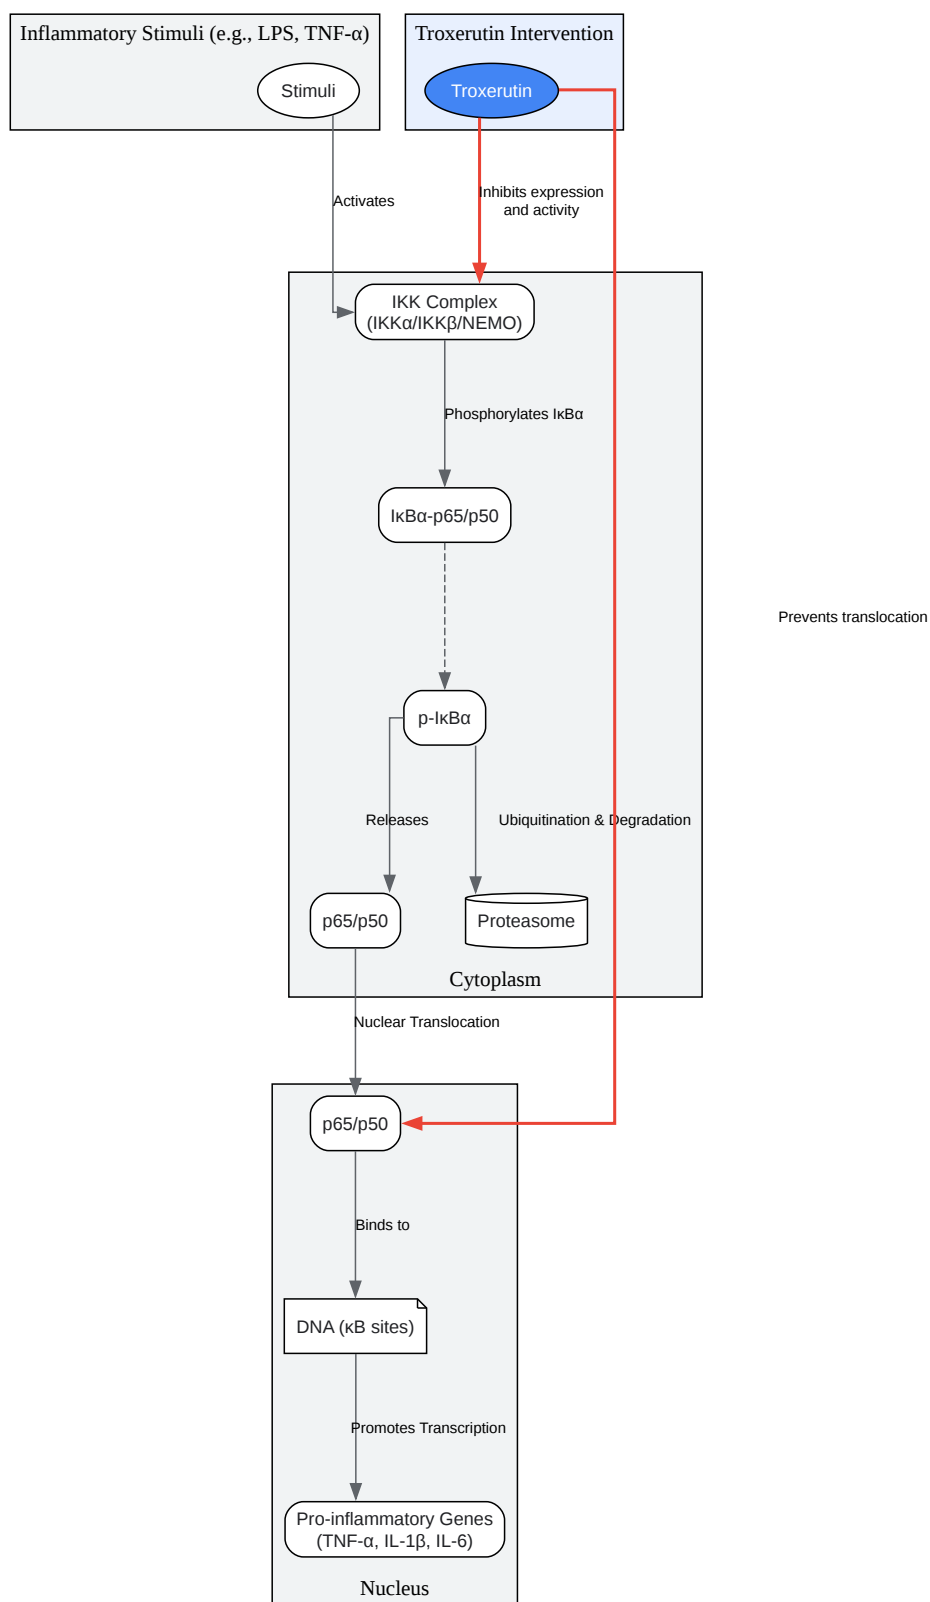 Inflammatory Stimuli (e.g., LPS, TNF-α)
Troxerutin Intervention
Stimuli
Troxerutin
Activates
Inhibits expression
and activity
IKK Complex
(IKKα/IKKβ/NEMO)
Phosphorylates IκBα
IκBα-p65/p50
Prevents translocation
p-IκBα
Releases
Ubiquitination & Degradation
p65/p50
Proteasome
Cytoplasm
Nuclear Translocation
p65/p50
Binds to
DNA (κB sites)
Promotes Transcription
Pro-inflammatory Genes
(TNF-α, IL-1β, IL-6)
Nucleus